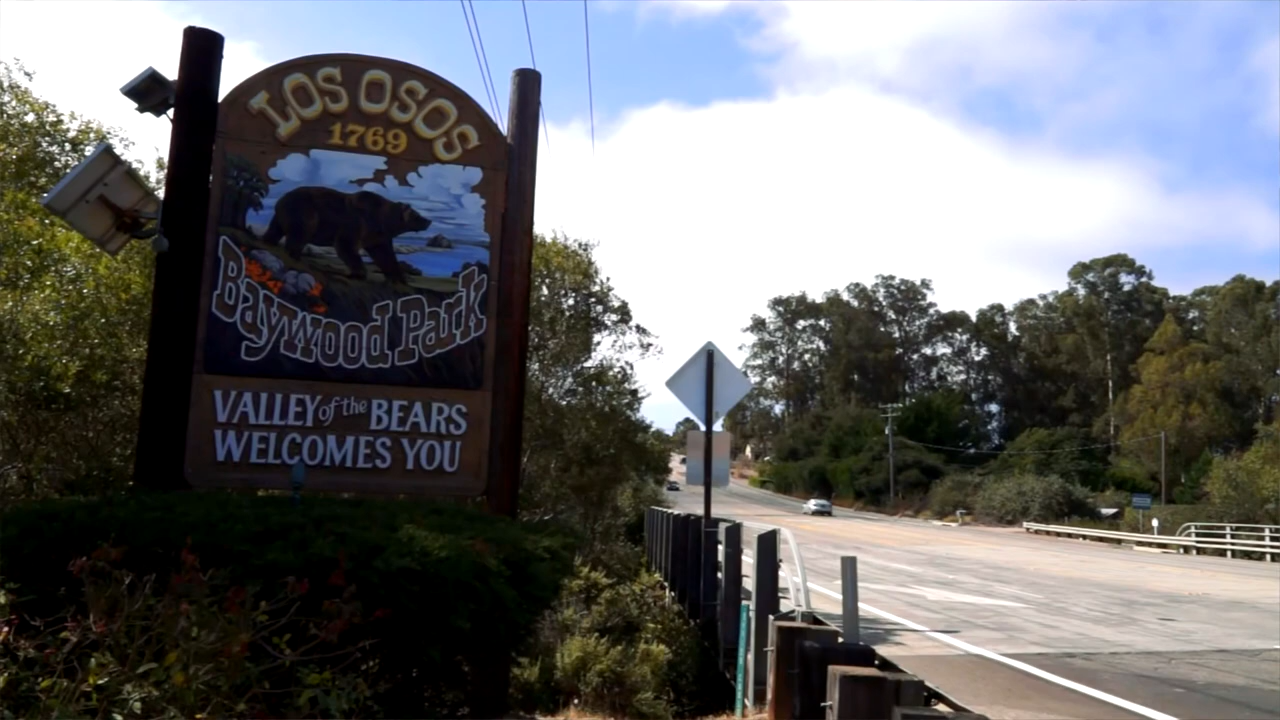 LOS OSOS
1769
Baywood Park
VALLEY of the BEARS
WELCOMES YOU